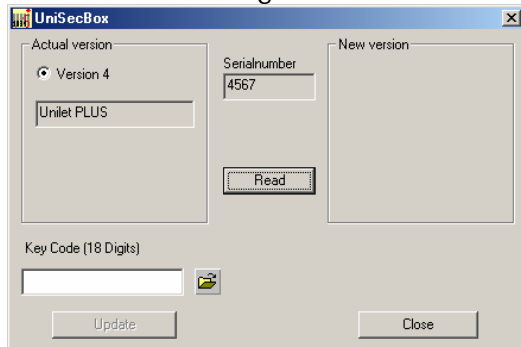 UniSecBox
Actual version
Version 4
Unilet PLUS
Serialnumber
4567
Read
New version
Key Code (18 Digits)
Update
Close